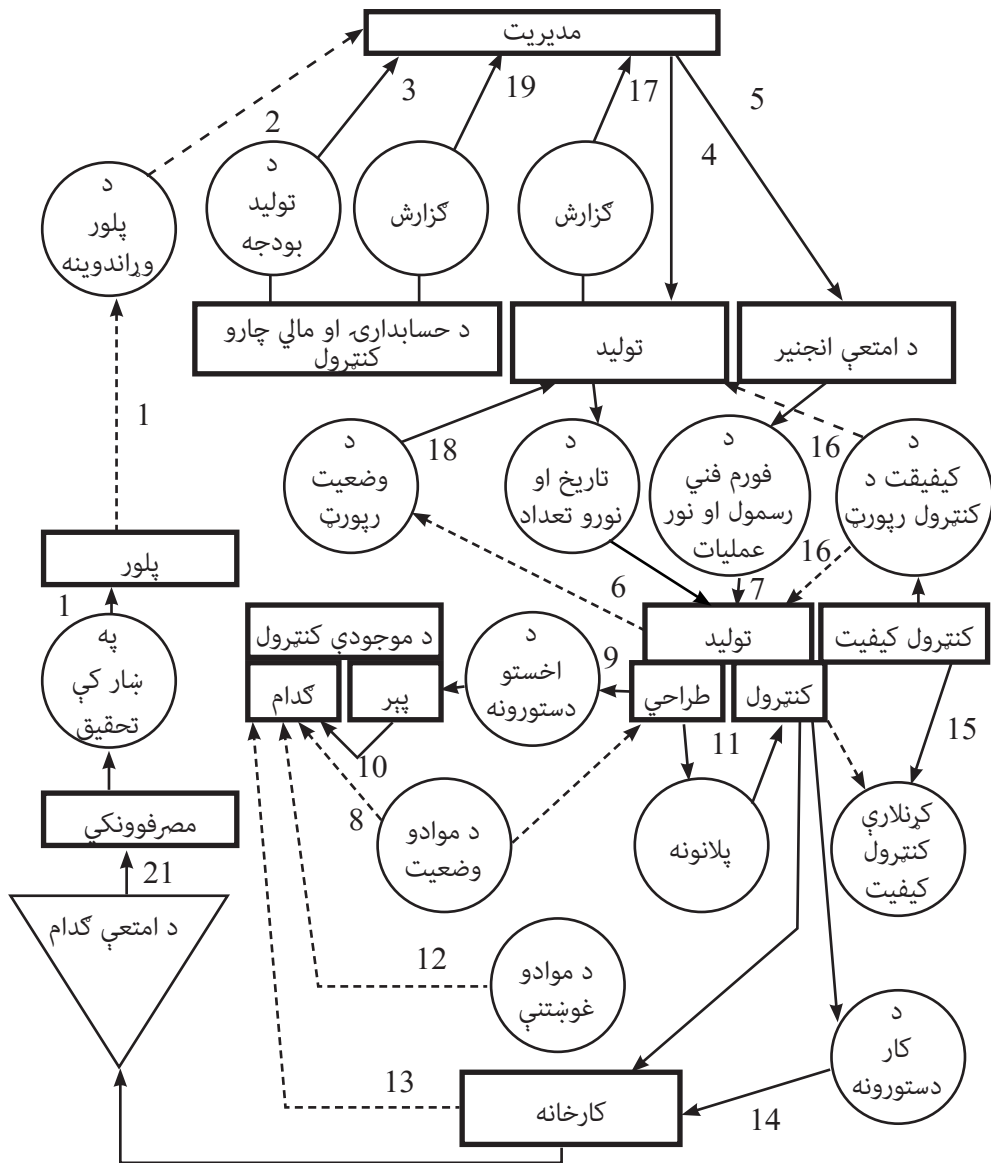 مدیریت
5
17
19
3
2
4
د
تولید
بودجه
ګزارش
ګزارش
د
پلور
وړاندوینه
د حسابدارۍ او مالي چارو
کنټرول
تولید
د امتعې انجنیر
1
18
16
د
وضعیت
رپورټ
د
تاریخ او
نورو تعداد
د
فورم فني
رسمول او نور
عملیات
د
کیفیقت د
کنټرول رپورټ
16
پلور
6
7
1
د موجودې کنټرول
ګدام
پېر
د
اخستو
دستورونه
9
تولید
طراحي
کنټرول
کنټرول کیفیت
په
ښار کې
تحقیق
10
11
15
8
مصرفوونکي
د موادو
وضعیت
پلانونه
کړنلارې
کنټرول
کیفیت
21
د امتعې ګدام
12
د موادو
غوښتنې
د
کار
دستورونه
13
کارخانه
14